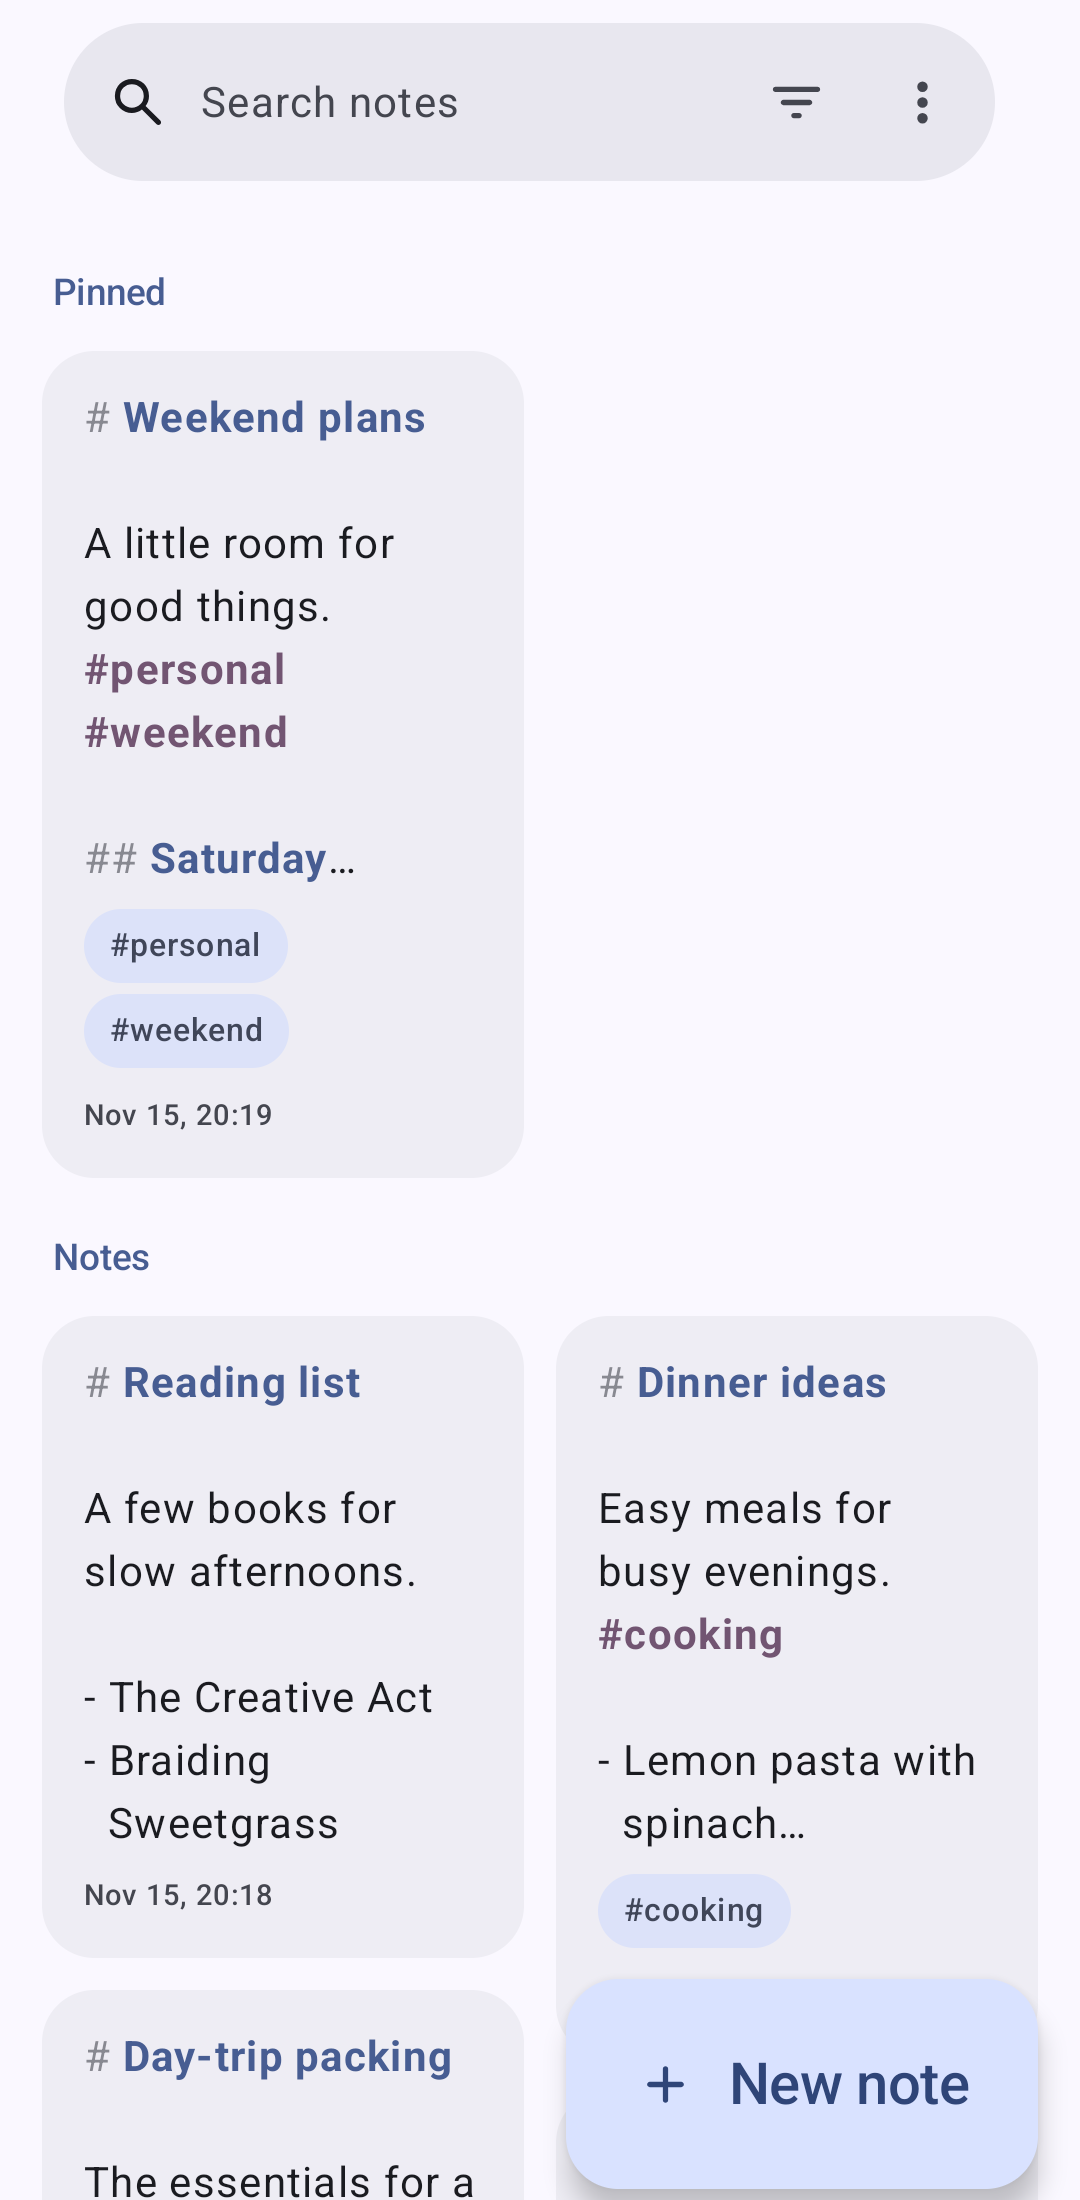 Search notes
Pinned
# Weekend plans
A little room for
good things.
#personal
#weekend
## Saturday…
#personal
#weekend
Nov 15, 20:19
Notes
# Reading list
A few books for
slow afternoons.
- The Creative Act
- Braiding
Sweetgrass
Nov 15, 20:18
# Dinner ideas
Easy meals for
busy evenings.
#cooking
- Lemon pasta with
spinach…
#cooking
# Day-trip packing
The essentials for a
+ New note